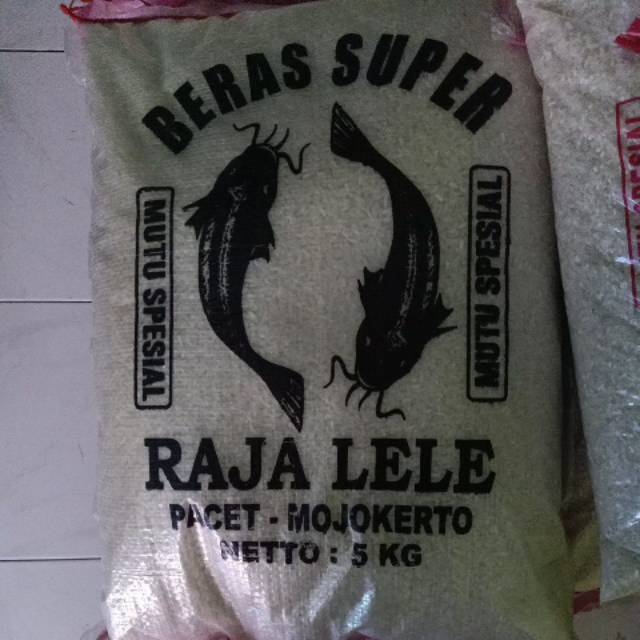 BERAS SUPER
MUTU SPESIAL
MUTU SPESIAL
RAJA LELE
PACET - MOJOKERTO
NETTO : 5 KG